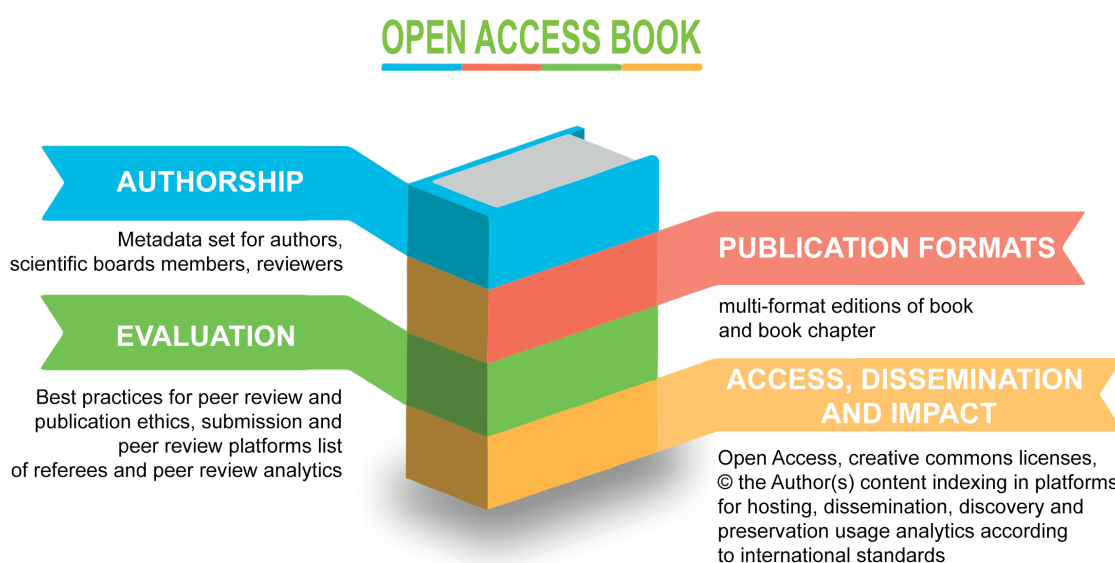 OPEN ACCESS BOOK
AUTHORSHIP
Metadata set for authors,
scientific boards members, reviewers
PUBLICATION FORMATS
multi-format editions of book
and book chapter
EVALUATION
Best practices for peer review and
publication ethics, submission and
peer review platforms list
of referees and peer review analytics
ACCESS, DISSEMINATION
AND IMPACT
Open Access, creative commons licenses,
© the Author(s) content indexing in platforms
for hosting, dissemination, discovery and
preservation usage analytics according
to international standards